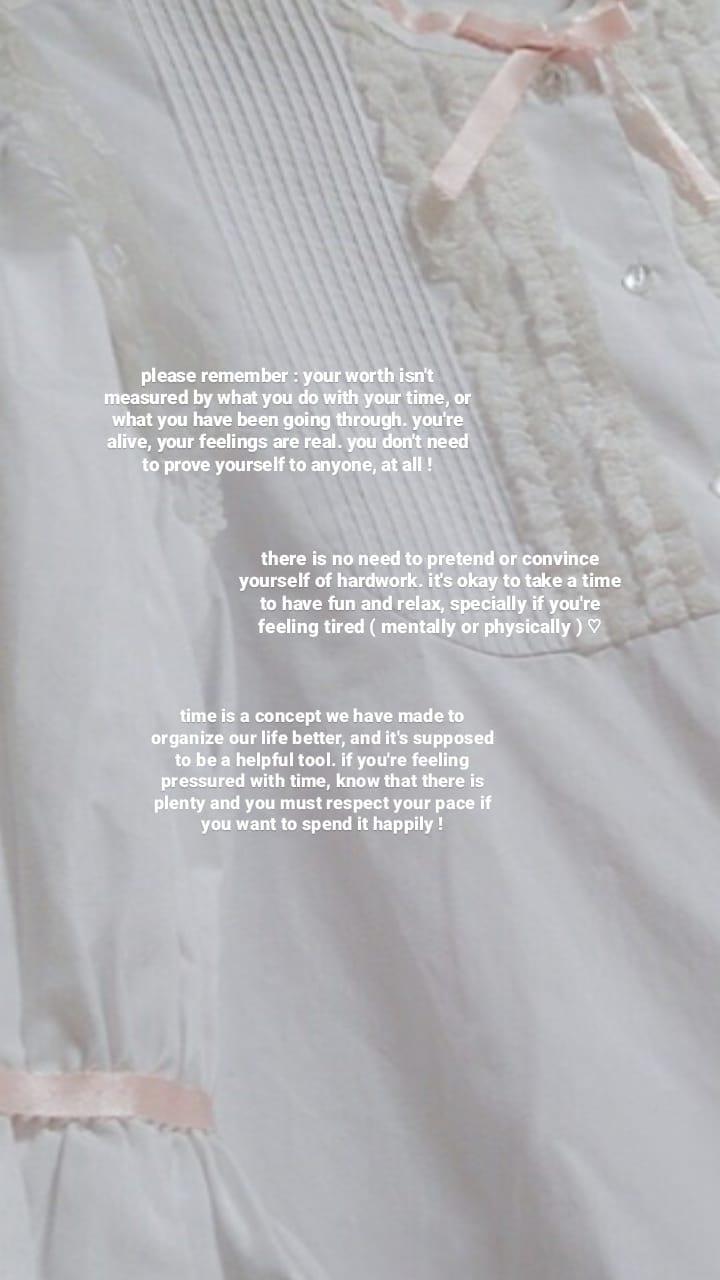 please remember : your worth isn't
measured by what you do with your time, or
what you have been going through. you're
alive, your feelings are real. you don't need
to prove yourself to anyone, at all !
there is no need to pretend or convince
yourself of hardwork. it's okay to take a time
to have fun and relax, specially if you're
feeling tired ( mentally or physically ) ♡
time is a concept we have made to
organize our life better, and it's supposed
to be a helpful tool. if you're feeling
pressured with time, know that there is
plenty and you must respect your pace if
you want to spend it happily !